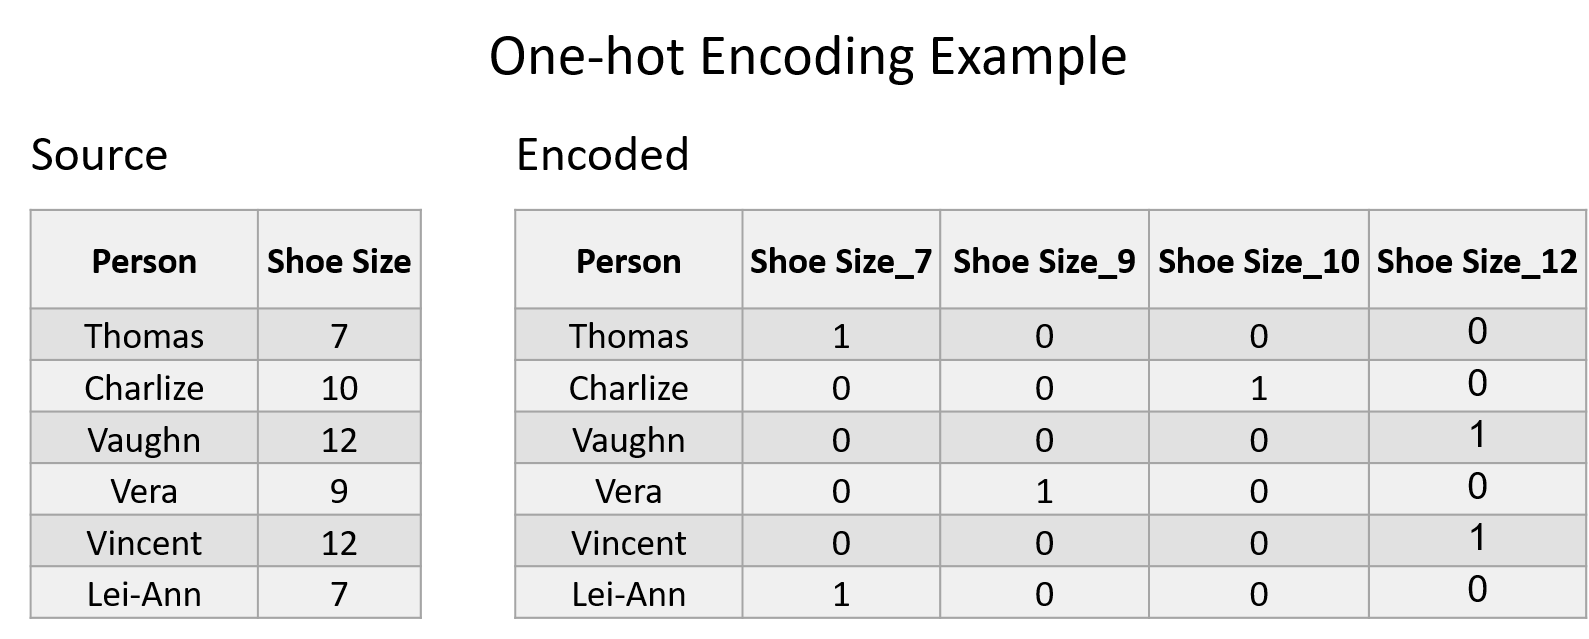 One-hot Encoding Example
Source
Person Shoe Size
Thomas 7
Charlize 10
Vaughn 12
Vera 9
Vincent 12
Lei-Ann 7
Encoded
Person Shoe Size_7 Shoe Size_9 Shoe Size_10 Shoe Size_12
Thomas 1 0 0 0
Charlize 0 0 1 0
Vaughn 0 0 0 1
Vera 0 1 0 0
Vincent 0 0 0 1
Lei-Ann 1 0 0 0